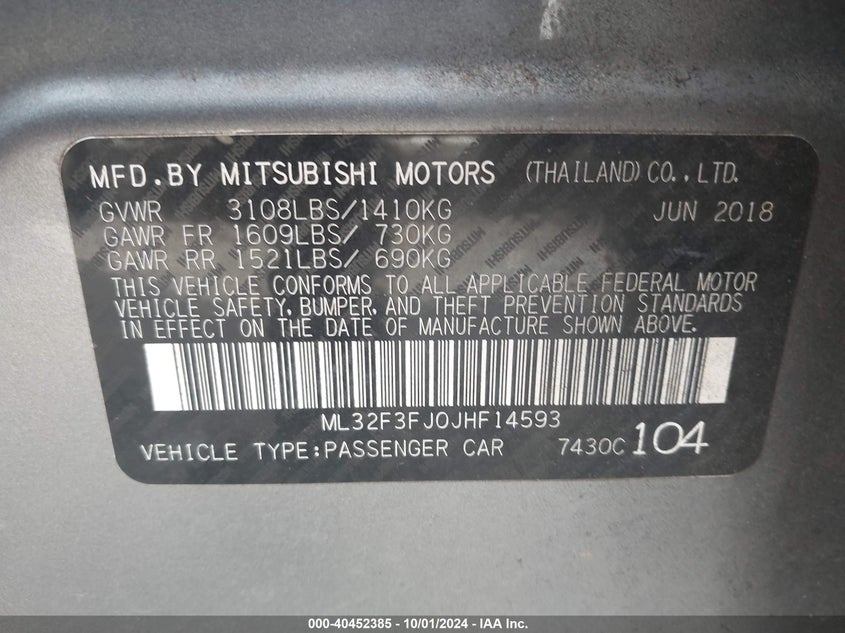 MFD.BY MITSUBISHI MOTORS (THAILAND) CO.,LTD.
GVWR 3108LBS/1410KG JUN 2018
GAWR FR 1609LBS/ 730KG
GAWR RR 1521LBS/ 690KG
THIS VEHICLE CONFORMS TO ALL APPLICABLE FEDERAL MOTOR
VEHICLE SAFETY, BUMPER, AND THEFT PREVENTION STANDARDS
IN EFFECT ON THE DATE OF MANUFACTURE SHOWN ABOVE.
ML32F3FJ0JHF14593
VEHICLE TYPE:PASSENGER CAR 7430C 104
000-40452385 - 10/01/2024 - IAA Inc.